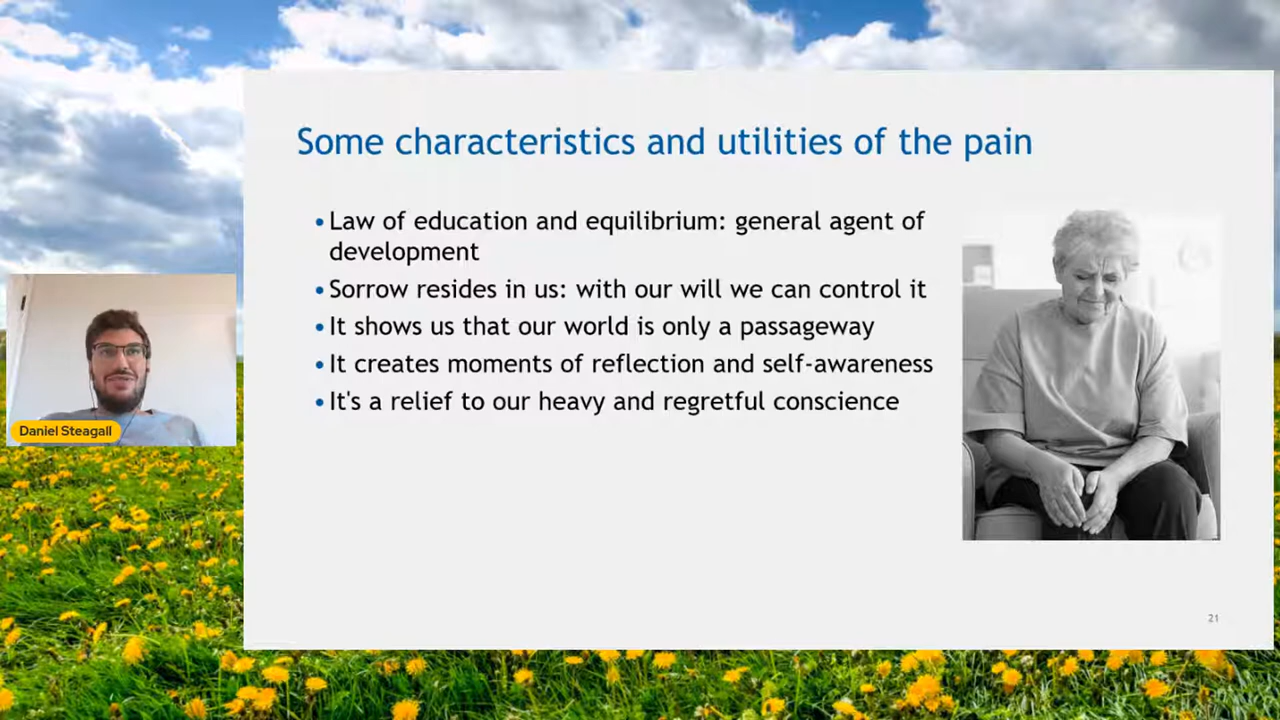 Some characteristics and utilities of the pain
•Law of education and equilibrium: general agent of
development
•Sorrow resides in us: with our will we can control it
•It shows us that our world is only a passageway
•It creates moments of reflection and self-awareness
•It's a relief to our heavy and regretful conscience
Daniel Steagall
21